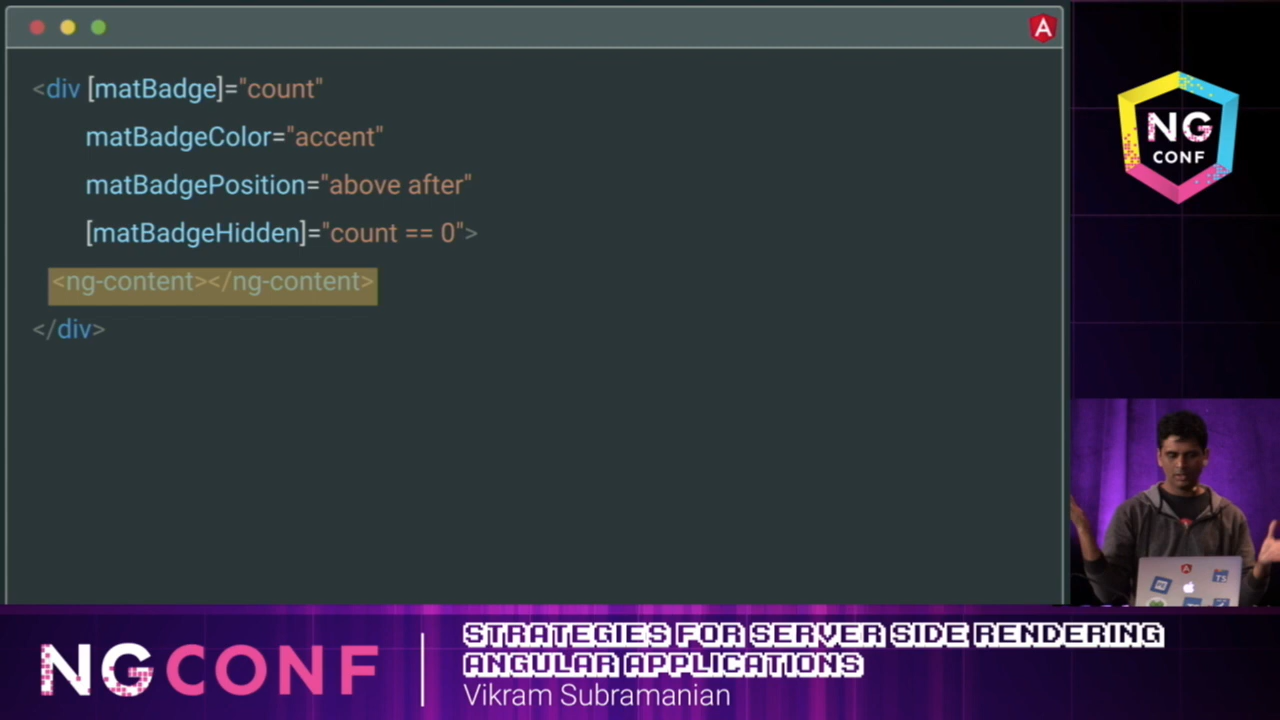 <div [matBadge]="count"
matBadgeColor="accent"
matBadgePosition="above after"
[matBadgeHidden]="count == 0">
<ng-content></ng-content>
</div>
A
NG
CONF
TS
NGCONF
STRATEGIES FOR SERVER SIDE RENDERING
ANGULAR APPLICATIONS
Vikram Subramanian